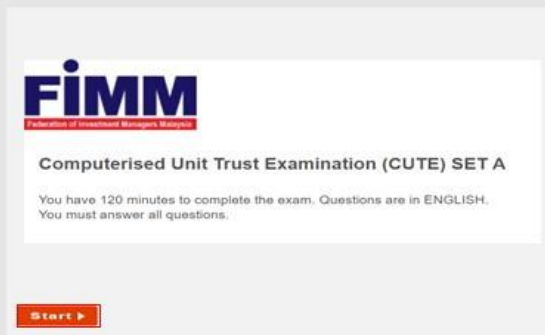 FiMM
Federation of Investment Managers Malaysia
Computerised Unit Trust Examination (CUTE) SET A
You have 120 minutes to complete the exam. Questions are in ENGLISH.
You must answer all questions.
Start